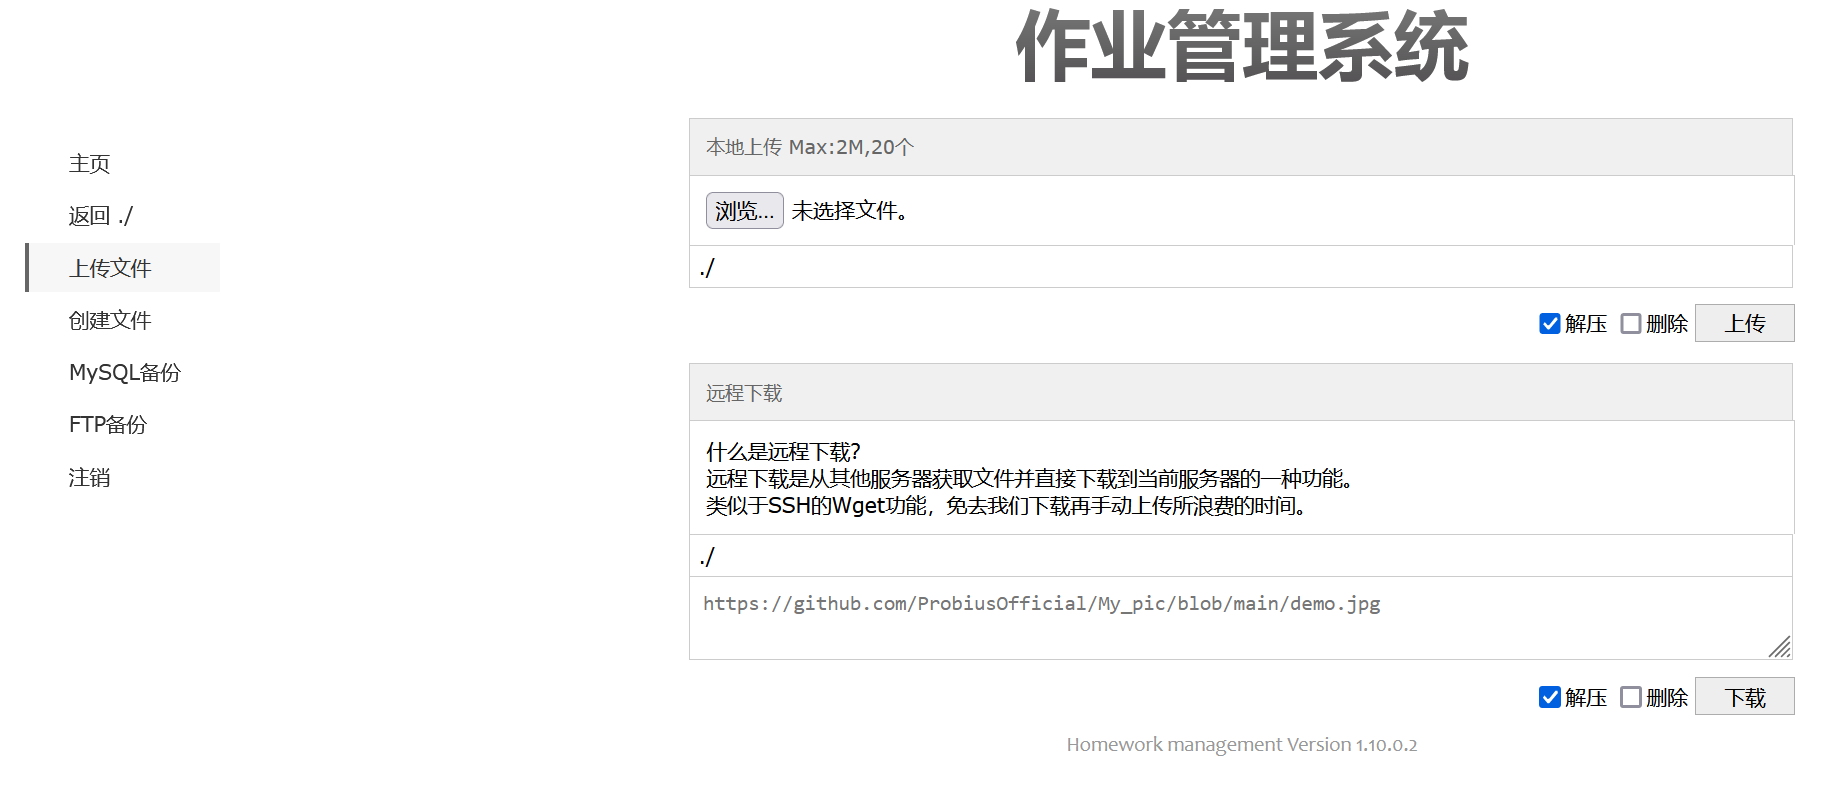 作业管理系统
主页
返回 ./
上传文件
创建文件
MySQL备份
FTP备份
注销
本地上传 Max:2M,20个
浏览... 未选择文件。
./
解压 删除 上传
远程下载
什么是远程下载?
远程下载是从其他服务器获取文件并直接下载到当前服务器的一种功能。
类似于SSH的Wget功能，免去我们下载再手动上传所浪费的时间。
./
https://github.com/ProbiusOfficial/My_pic/blob/main/demo.jpg
解压 删除 下载
Homework management Version 1.10.0.2